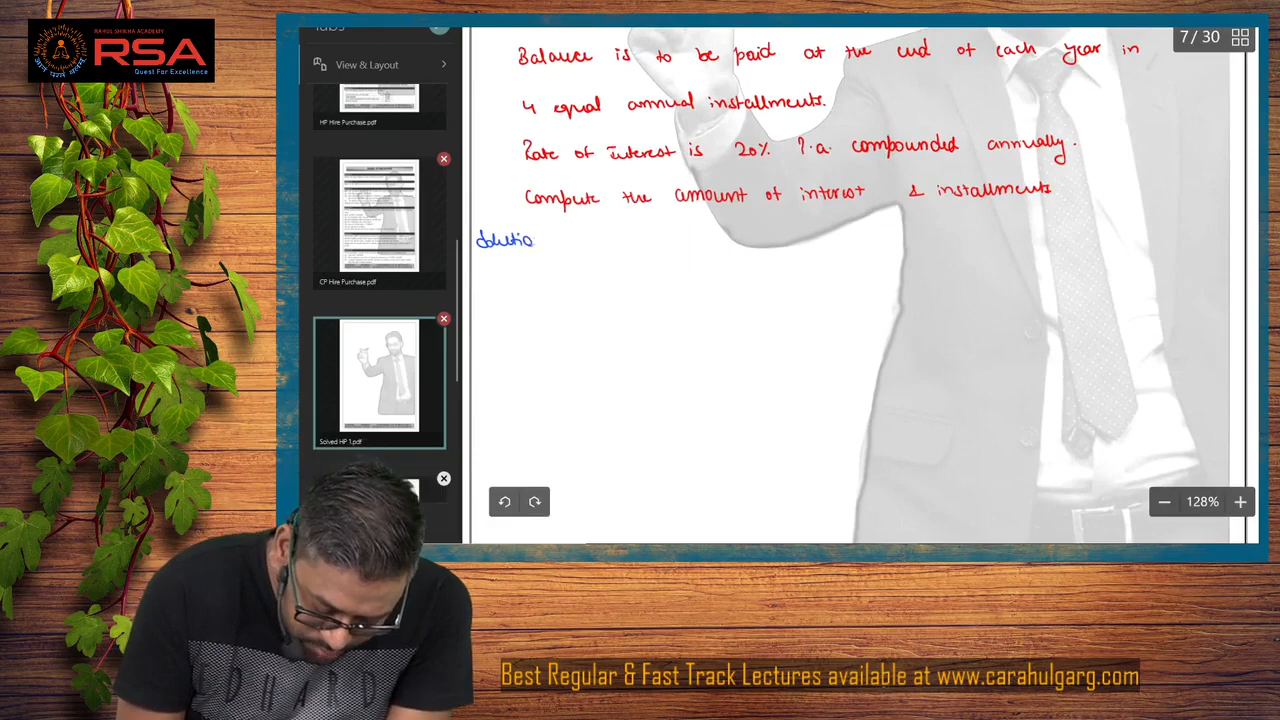 RAHUL SHIKHA ACADEMY
RSA
Quest For Excellence
View & Layout
HP Hire Purchase.pdf
CP Hire Purchase.pdf
Solved HP 1.pdf
7 / 30
Balance is to be paid at the end of each year in
4 equal annual installments.
Rate of Interest is 20% P.a. compounded annually.
Compute the amount of interest & installments.
Solutio
128%
Best Regular & Fast Track Lectures available at www.carahulgarg.com